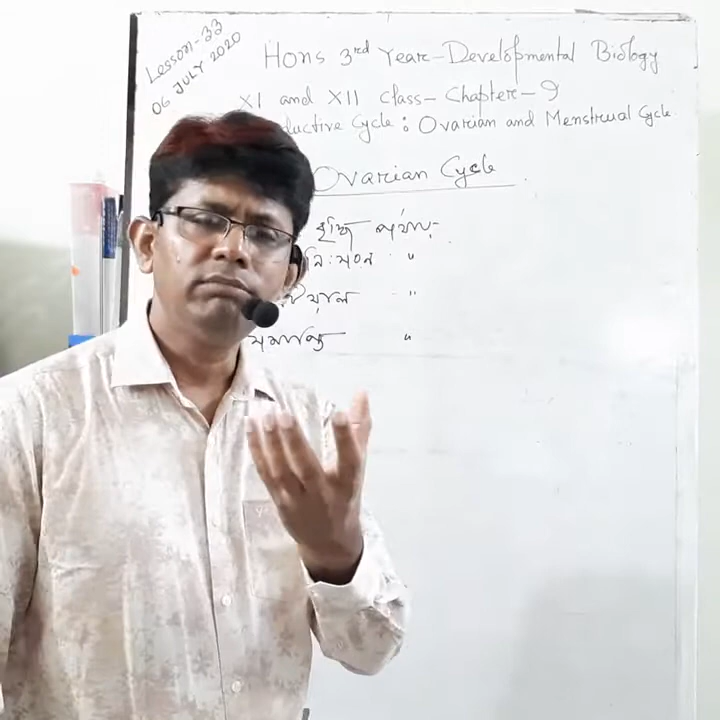 Lesson-33
06 JULY 2020
Hons 3rd Year-Developmental Biology
XI and XII class- Chapter-9
ductive Cycle : Ovarian and Menstrual Cycle
Ovarian Cycle
বৃদ্ধি পর্যায়-
"
"
"